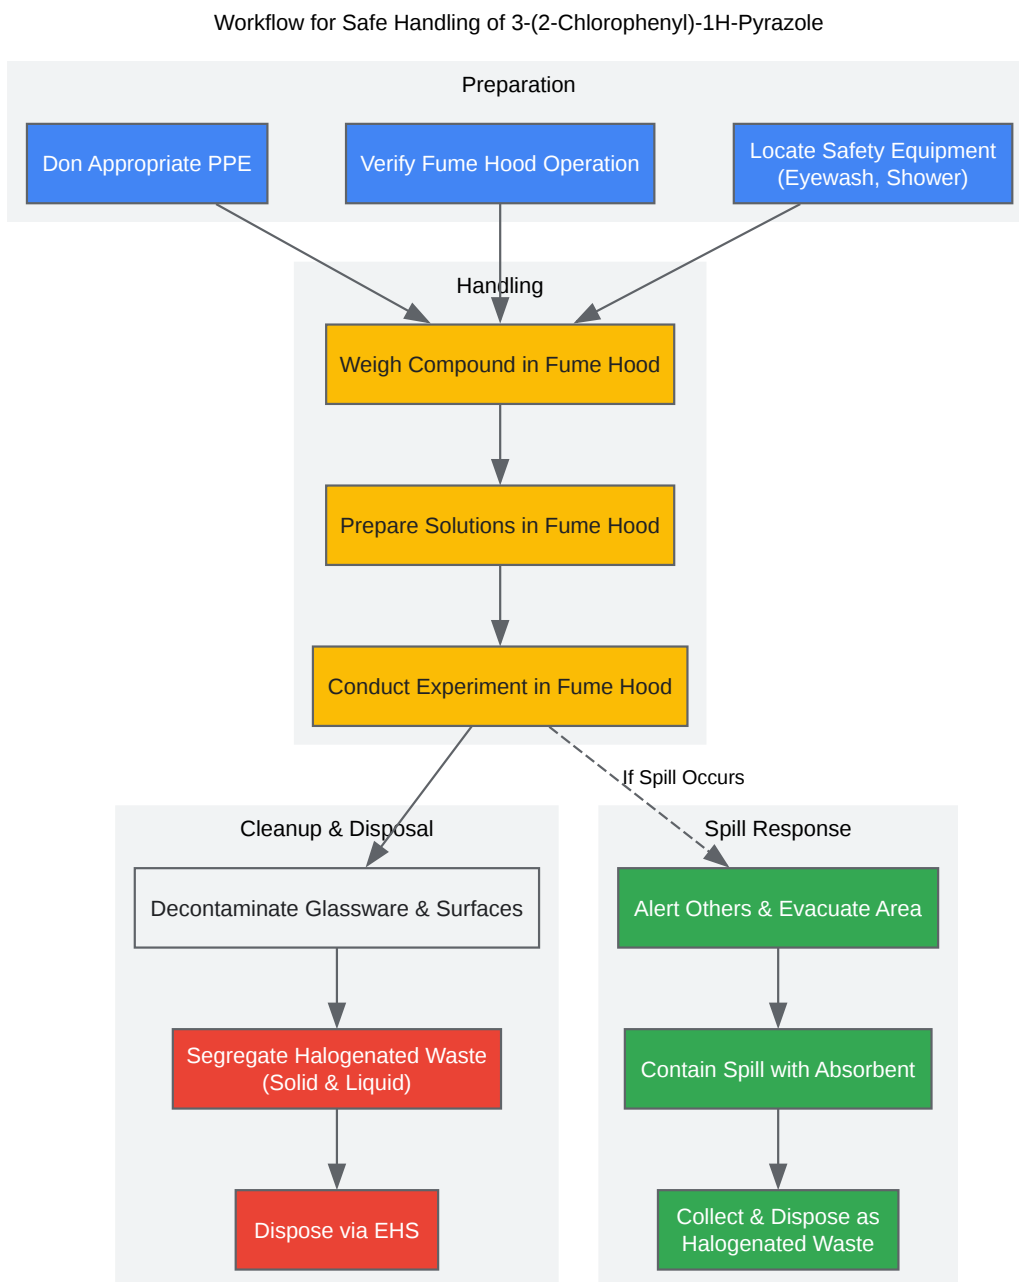 Workflow for Safe Handling of 3-(2-Chlorophenyl)-1H-Pyrazole
Preparation
Don Appropriate PPE
Verify Fume Hood Operation
Locate Safety Equipment
(Eyewash, Shower)
Handling
Weigh Compound in Fume Hood
Prepare Solutions in Fume Hood
Conduct Experiment in Fume Hood
If Spill Occurs
Cleanup & Disposal
Decontaminate Glassware & Surfaces
Segregate Halogenated Waste
(Solid & Liquid)
Dispose via EHS
Spill Response
Alert Others & Evacuate Area
Contain Spill with Absorbent
Collect & Dispose as
Halogenated Waste